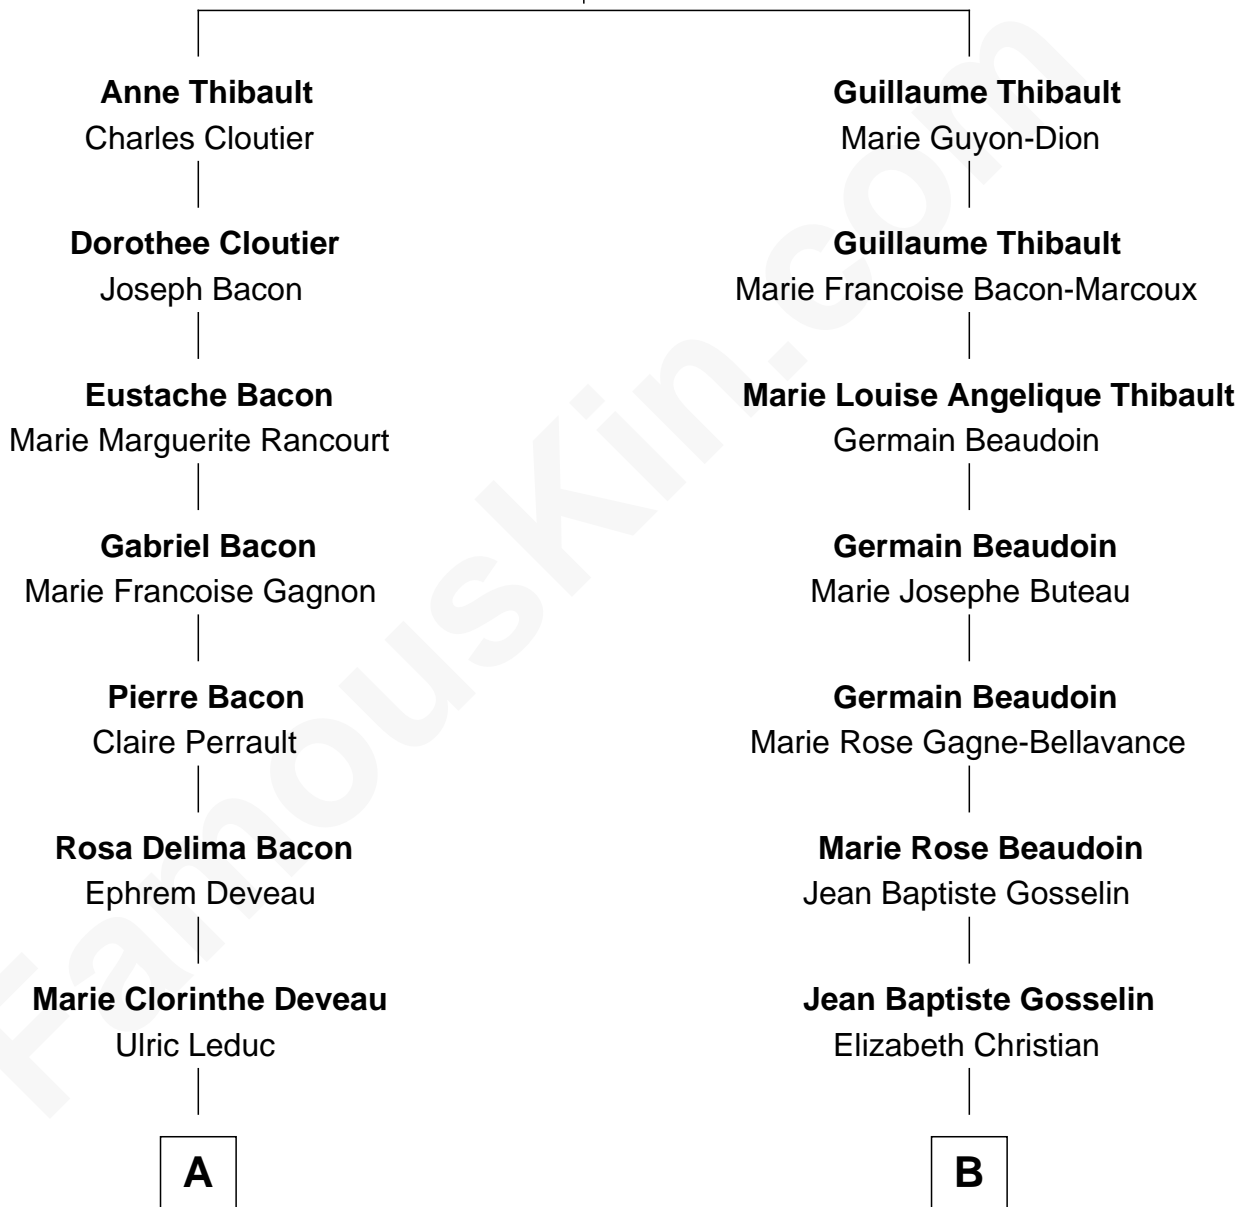 Anne Thibault
Charles Cloutier
Dorothee Cloutier
Joseph Bacon
Eustache Bacon
Marie Marguerite Rancourt
Gabriel Bacon
Marie Francoise Gagnon
Pierre Bacon
Claire Perrault
Rosa Delima Bacon
Ephrem Deveau
Marie Clorinthe Deveau
Ulric Leduc
A
Guillaume Thibault
Marie Guyon-Dion
Guillaume Thibault
Marie Francoise Bacon-Marcoux
Marie Louise Angelique Thibault
Germain Beaudoin
Germain Beaudoin
Marie Josephe Buteau
Germain Beaudoin
Marie Rose Gagne-Bellavance
Marie Rose Beaudoin
Jean Baptiste Gosselin
Jean Baptiste Gosselin
Elizabeth Christian
B
FamousKin.com